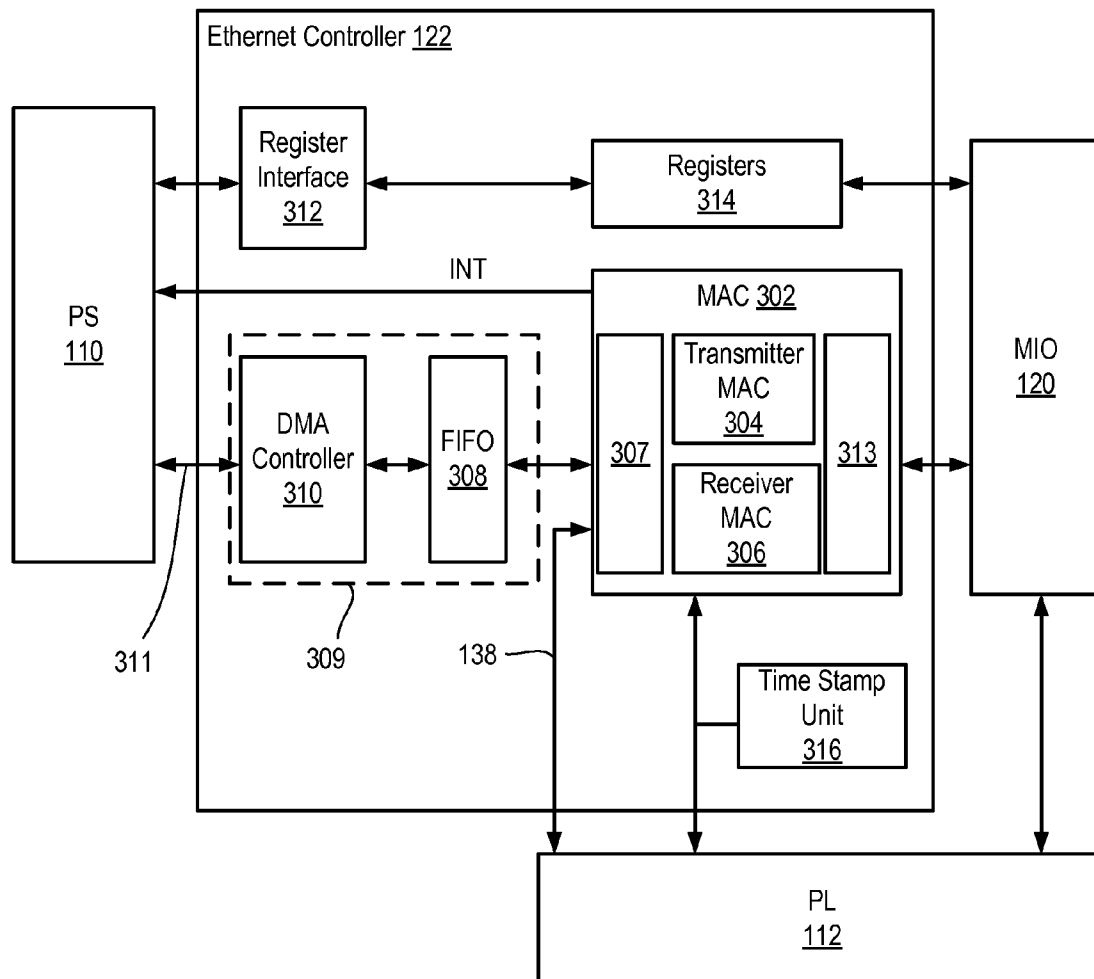 Ethernet Controller 122
Register
Interface
312
Registers
314
INT
PS
110
MAC 302
Transmitter
MAC
304
307
313
Receiver
MAC
306
MIO
120
DMA
Controller
310
FIFO
308
311
309
138
Time Stamp
Unit
316
PL
112